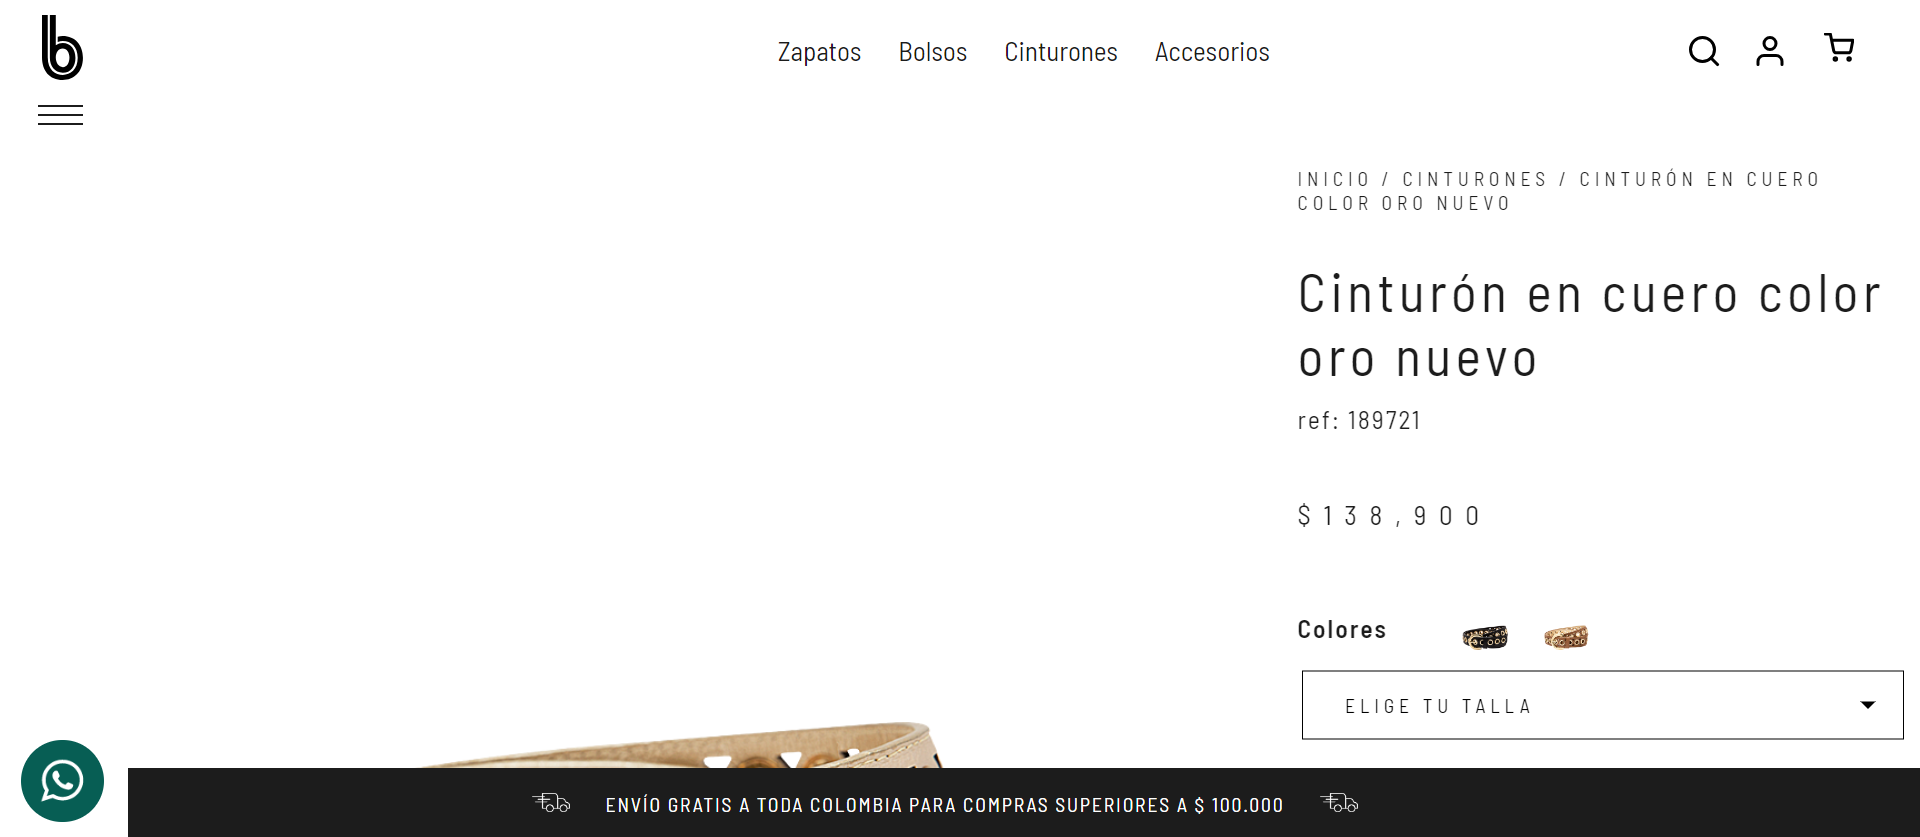 b
Zapatos Bolsos Cinturones Accesorios
INICIO / CINTURONES / CINTURÓN EN CUERO
COLOR ORO NUEVO
Cinturón en cuero color
oro nuevo
ref: 189721
$138,900
Colores
ELIGE TU TALLA
ENVÍO GRATIS A TODA COLOMBIA PARA COMPRAS SUPERIORES A $ 100.000